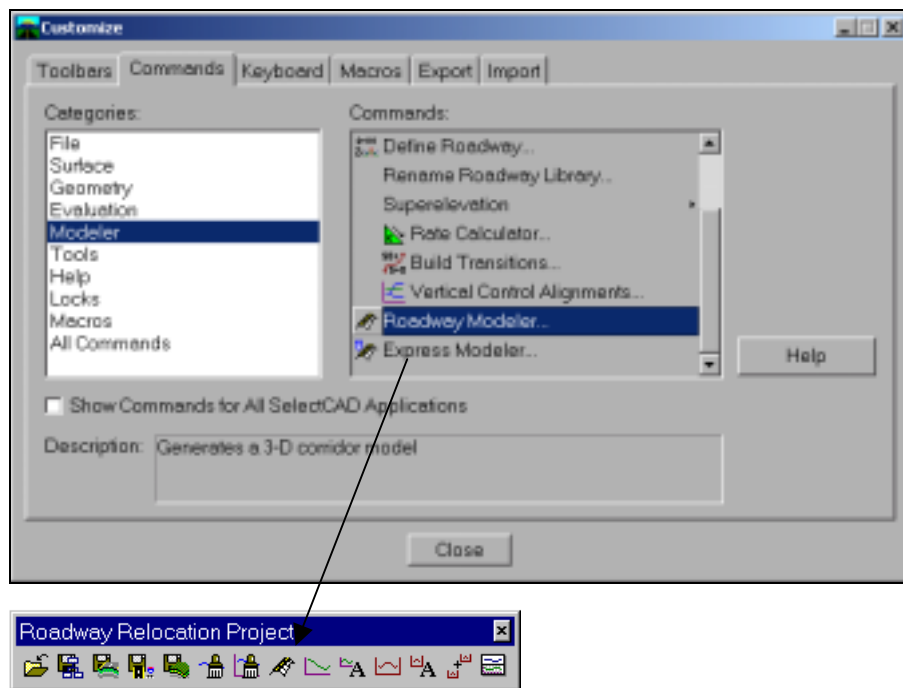 Customize
Toolbars Commands Keyboard Macros Export Import
Categories:
File
Surface
Geometry
Evaluation
Modeler
Tools
Help
Locks
Macros
All Commands
Commands:
Define Roadway...
Rename Roadway Library...
Superelevation
Rate Calculator...
Build Transitions...
Vertical Control Alignments...
Roadway Modeler...
Express Modeler...
Help
Show Commands for All SelectCAD Applications
Description: Generates a 3-D corridor model
Close
Roadway Relocation Project